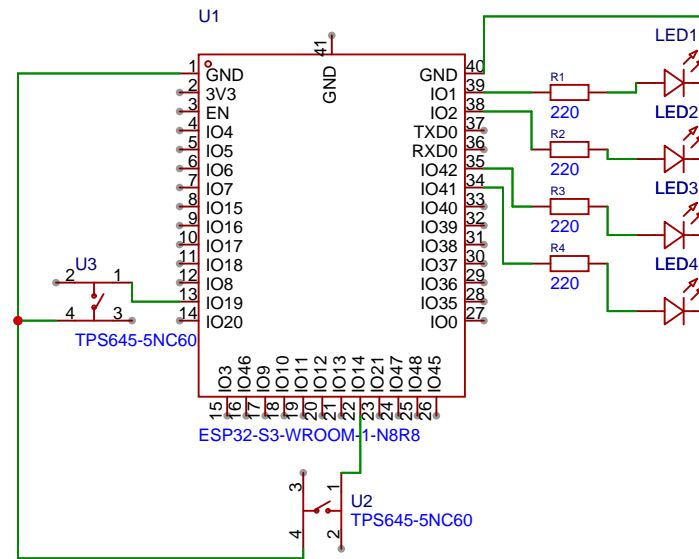 U1
41
GND
1 GND
2 3V3
3 EN
4 IO4
5 IO5
6 IO6
7 IO7
8 IO15
9 IO16
10 IO17
11 IO18
12 IO8
13 IO19
14 IO20
40 GND
39 IO1
38 IO2
37 TXD0
36 RXD0
35 IO42
34 IO41
33 IO40
32 IO39
31 IO38
30 IO37
29 IO36
28 IO35
27 IO0
15 IO3
16 IO46
17 IO9
18 IO10
19 IO11
20 IO12
21 IO13
22 IO14
23 IO21
24 IO47
25 IO48
26 IO45
ESP32-S3-WROOM-1-N8R8
R1
220
R2
220
R3
220
R4
220
LED1
LED2
LED3
LED4
U3
2 1
4 3
TPS645-5NC60
3 1
4 2
U2
TPS645-5NC60